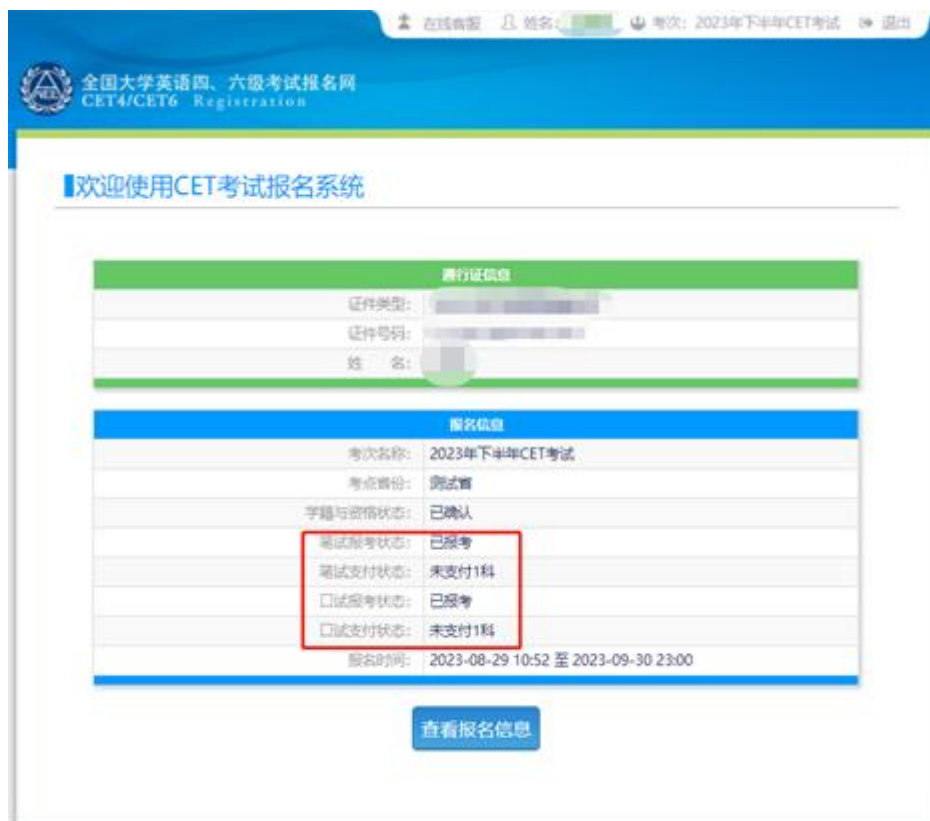 在线客服 姓名: 考次: 2023年下半年CET考试 退出
全国大学英语四、六级考试报名网
CET4/CET6 Registration
欢迎使用CET考试报名系统
通行证信息
证件类型:
证件号码:
姓 名:
报名信息
考次名称: 2023年下半年CET考试
考点省份: 测试省
学籍与资格状态: 已确认
笔试报考状态: 已报考
笔试支付状态: 未支付1科
口试报考状态: 已报考
口试支付状态: 未支付1科
报名时间: 2023-08-29 10:52 至 2023-09-30 23:00
查看报名信息